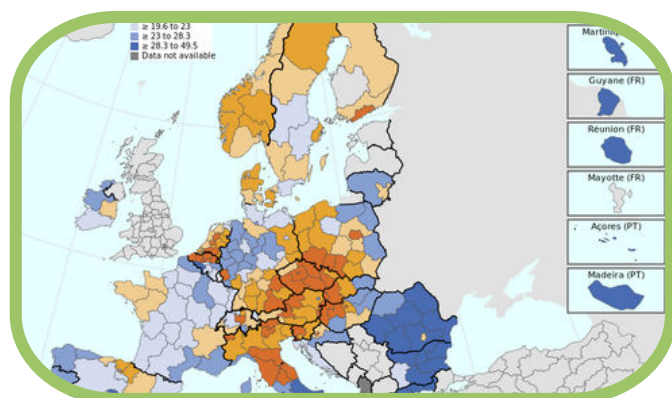 ≥ 19.6 to 23
≥ 23 to 28.3
≥ 28.3 to 49.5
Data not available
Guyane (FR)
Réunion (FR)
Mayotte (FR)
Açores (PT)
Madeira (PT)